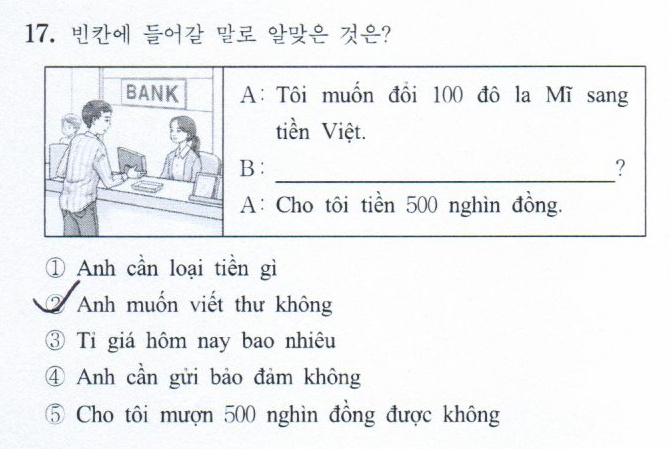 17. 빈칸에 들어갈 말로 알맞은 것은?
BANK
A: Tôi muốn đổi 100 đô la Mĩ sang
tiền Việt.
B: ?
A: Cho tôi tiền 500 nghìn đồng.
① Anh cần loại tiền gì
② Anh muốn viết thư không
③ Tỉ giá hôm nay bao nhiêu
④ Anh cần gửi bảo đảm không
⑤ Cho tôi mượn 500 nghìn đồng được không